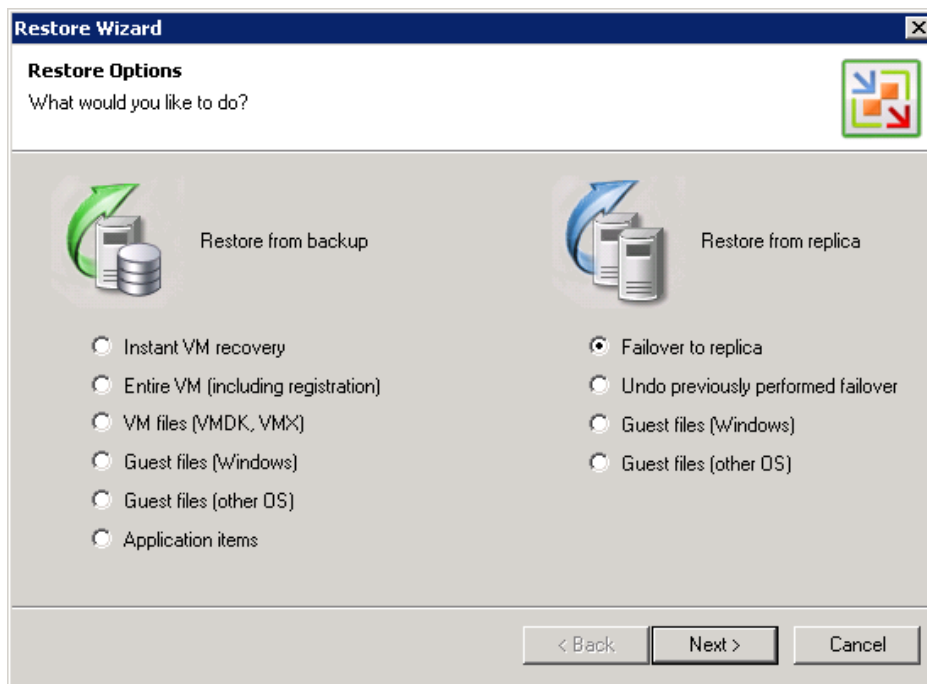 Restore Wizard
Restore Options
What would you like to do?
Restore from backup
Instant VM recovery
Entire VM (including registration)
VM files (VMDK, VMX)
Guest files (Windows)
Guest files (other OS)
Application items
Restore from replica
Failover to replica
Undo previously performed failover
Guest files (Windows)
Guest files (other OS)
< Back
Next >
Cancel